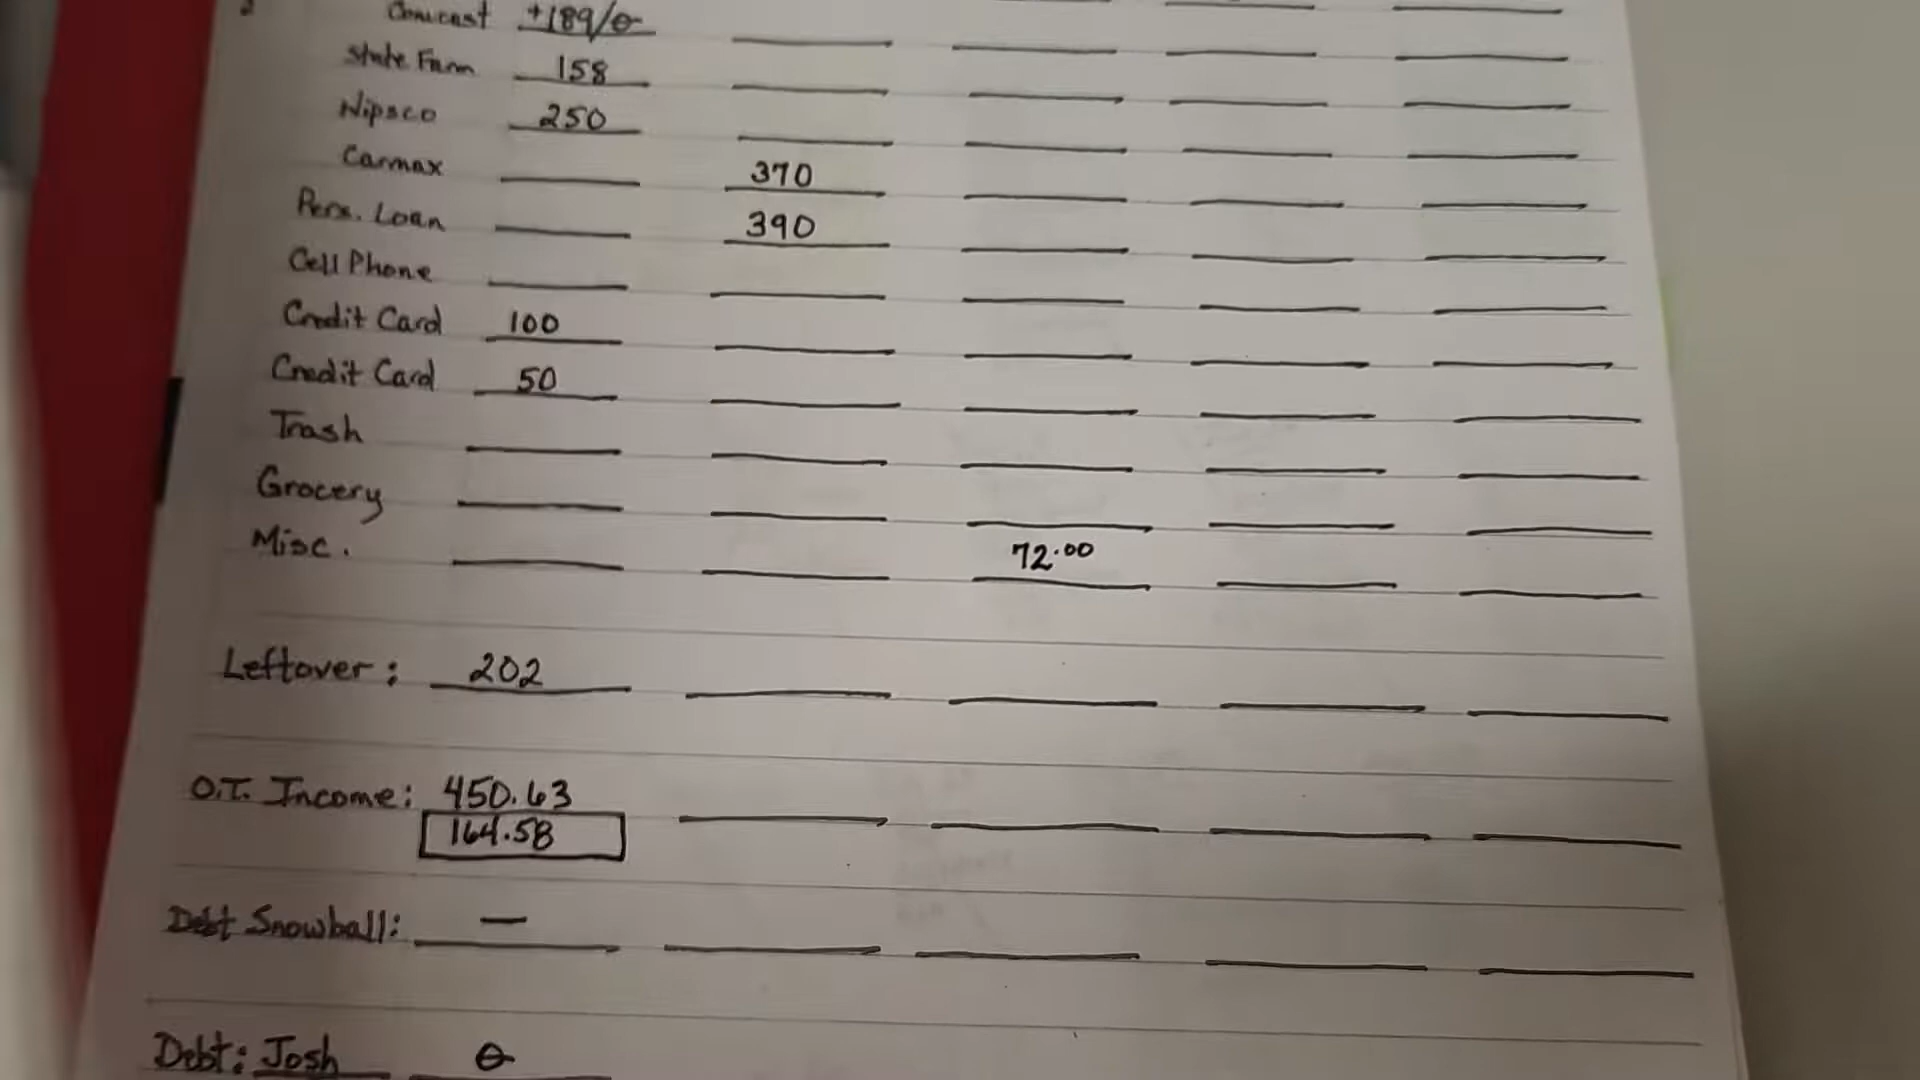 Comcast +189/0
State Farm 158
Nipsco 250
Carmax 370
Pers. Loan 390
Cell Phone
Credit Card 100
Credit Card 50
Trash
Grocery
Misc. 72.00
Leftover: 202
O.T. Income: 450.63
164.58
Debt Snowball: —
Debt: Josh 0